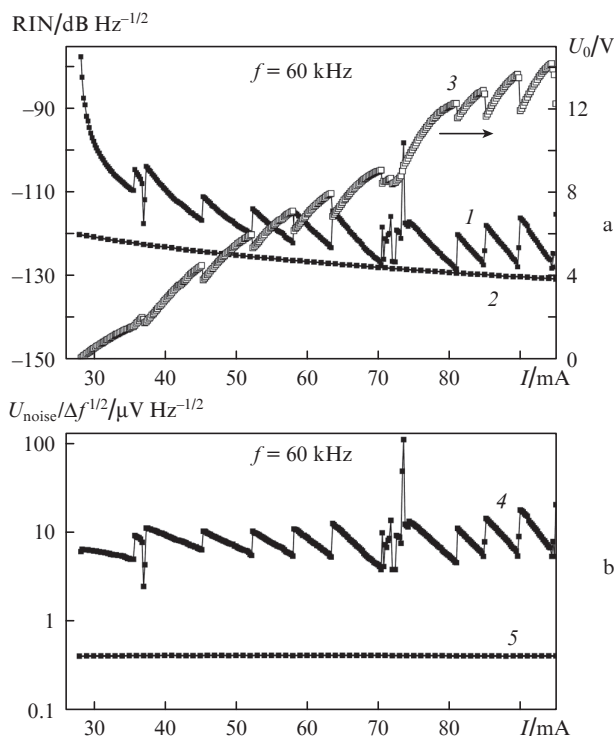 RIN/dB Hz–1/2
U0/V
f = 60 kHz
3
–90
12
–110
8
1
a
–130
4
2
–150
0
30 40 50 60 70 80 I/mA
Unoise/Δf1/2/μV Hz–1/2
100
f = 60 kHz
4
10
b
1
5
0.1
30 40 50 60 70 80 I/mA